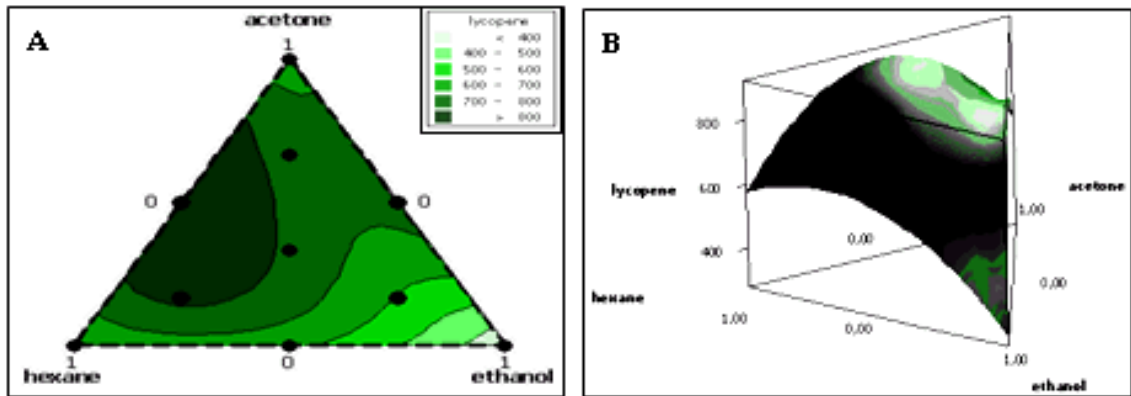 A
acetone
1
lycopene
< 400
400 - 500
500 - 600
600 - 700
700 - 800
> 800
0
0
1
0
1
hexane
ethanol
B
800
lycopene
600
400
acetone
1.00
0.00
0.00
hexane
1.00
0.00
1.00
ethanol